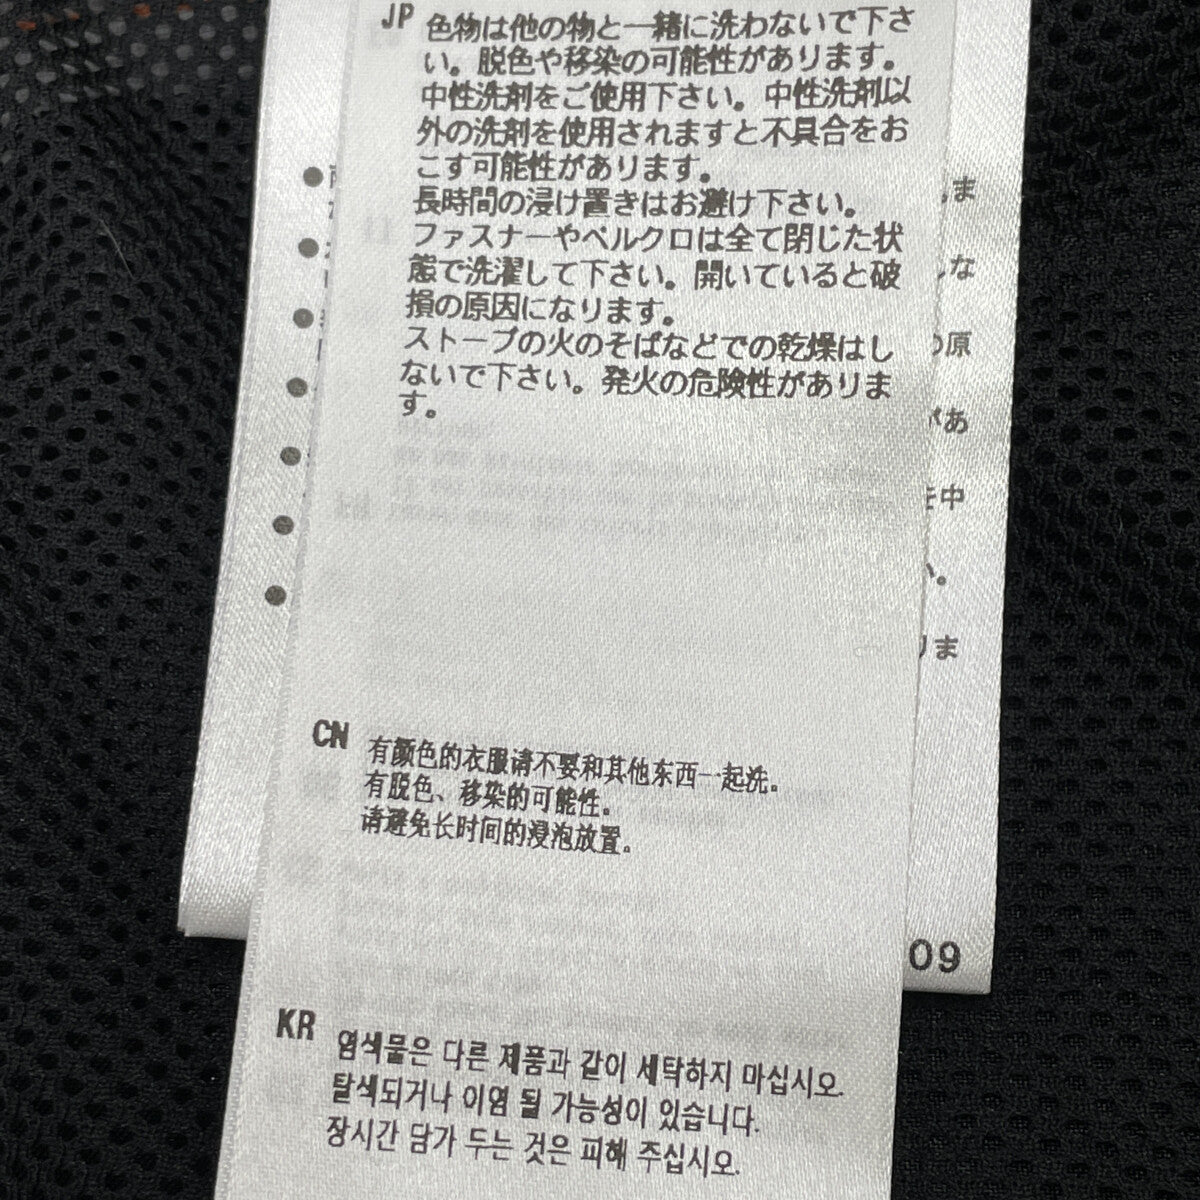 JP 色物は他の物と一緒に洗わないで下さ
い。脱色や移染の可能性があります。
中性洗剤をご使用下さい。中性洗剤以
外の洗剤を使用されますと不具合をお
こす可能性があります。
長時間の浸け置きはお避け下さい。
ファスナーやベルクロは全て閉じた状
態で洗濯して下さい。開いていると破
損の原因になります。
ストーブの火のそばなどでの乾燥はし
ないで下さい。発火の危険性がありま
す。
CN 有颜色的衣服请不要和其他东西一起洗。
有脱色、移染的可能性。
请避免长时间的浸泡放置。
KR 염색물은 다른 제품과 같이 세탁하지 마십시오.
탈색되거나 이염 될 가능성이 있습니다.
장시간 담가 두는 것은 피해 주십시오.
ま
な
の原
があ
を中
い。
りま
09